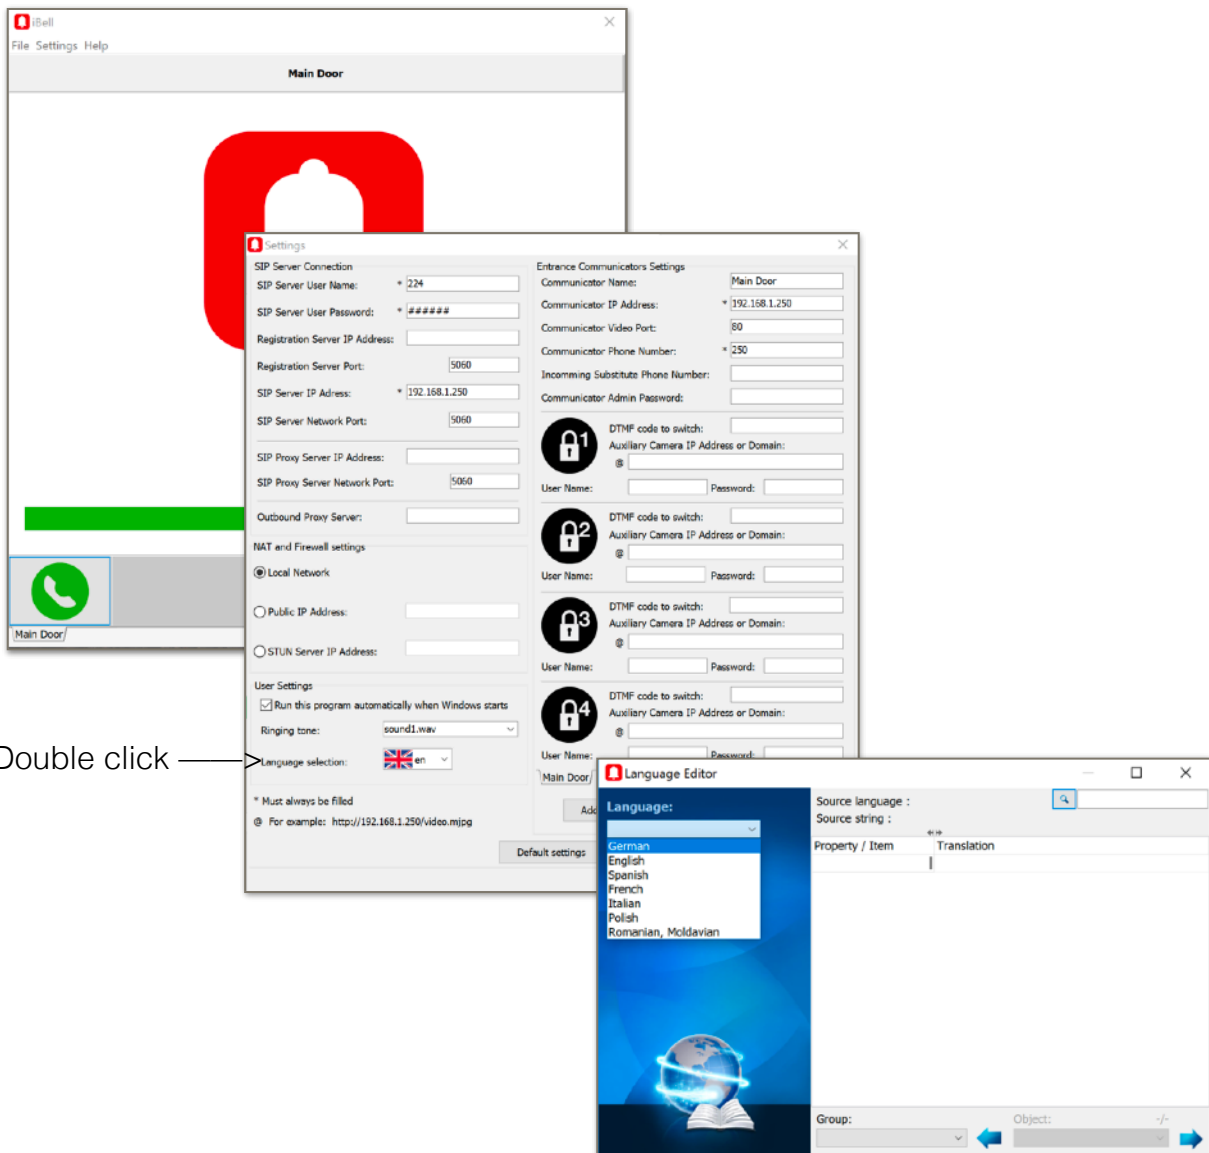 iBell
File Settings Help
Main Door
Main Door
Settings
SIP Server Connection
SIP Server User Name: * 224
SIP Server User Password: * ######
Registration Server IP Address:
Registration Server Port: 5060
SIP Server IP Adress: * 192.168.1.250
SIP Server Network Port: 5060
SIP Proxy Server IP Address:
SIP Proxy Server Network Port: 5060
Outbound Proxy Server:
NAT and Firewall settings
Local Network
Public IP Address:
STUN Server IP Address:
User Settings
Run this program automatically when Windows starts
Ringing tone: sound1.wav
Double click
Language selection: en
* Must always be filled
@ For example: http://192.168.1.250/video.mjpg
Default settings
Entrance Communicators Settings
Communicator Name: Main Door
Communicator IP Address: * 192.168.1.250
Communicator Video Port: 80
Communicator Phone Number: * 250
Incomming Substitute Phone Number:
Communicator Admin Password:
1
DTMF code to switch:
Auxiliary Camera IP Address or Domain:
@
User Name: Password:
2
DTMF code to switch:
Auxiliary Camera IP Address or Domain:
@
User Name: Password:
3
DTMF code to switch:
Auxiliary Camera IP Address or Domain:
@
User Name: Password:
4
DTMF code to switch:
Auxiliary Camera IP Address or Domain:
@
User Name: Password:
Main Door
Add
Language Editor
Language:
German
English
Spanish
French
Italian
Polish
Romanian, Moldavian
Source language :
Source string :
Property / Item Translation
Group: Object: -/-